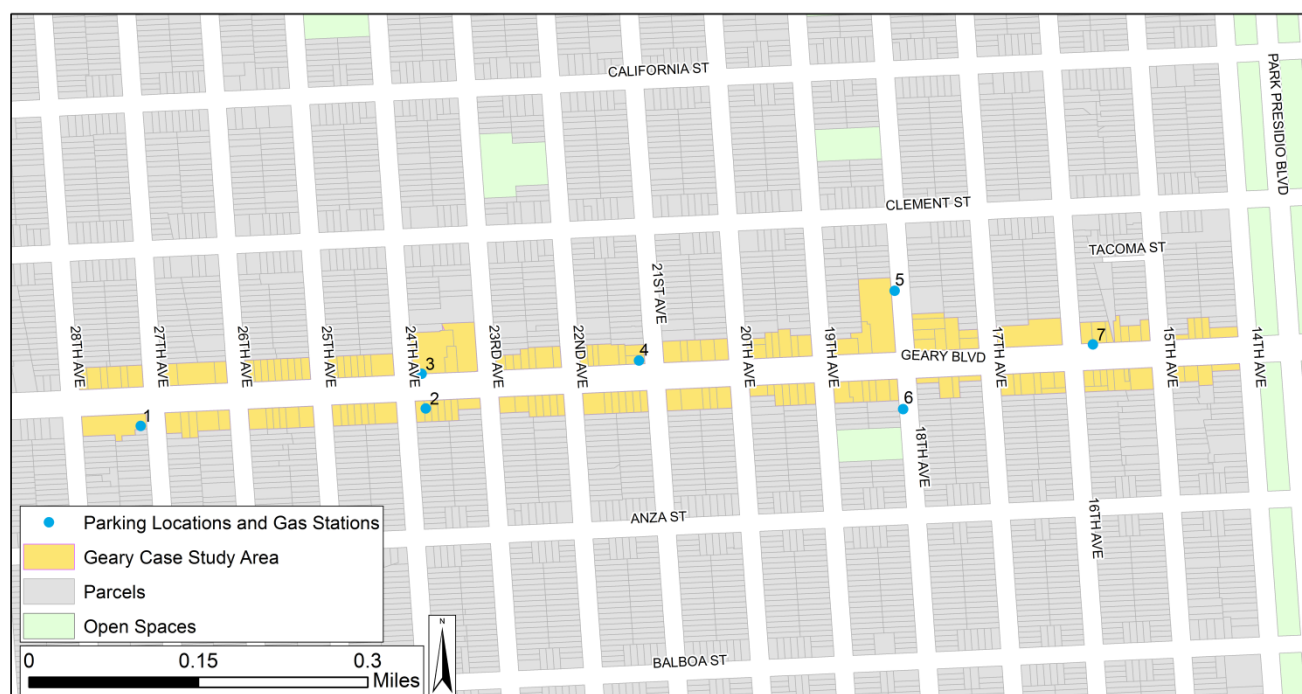 CALIFORNIA ST
PARK PRESIDIO BLVD
CLEMENT ST
TACOMA ST
5
28TH AVE
27TH AVE
26TH AVE
25TH AVE
24TH AVE
23RD AVE
22ND AVE
21ST AVE
20TH AVE
19TH AVE
17TH AVE
15TH AVE
14TH AVE
7
4
GEARY BLVD
3
2
1
6
18TH AVE
16TH AVE
ANZA ST
BALBOA ST
Parking Locations and Gas Stations
Geary Case Study Area
Parcels
Open Spaces
N
0 0.15 0.3
Miles